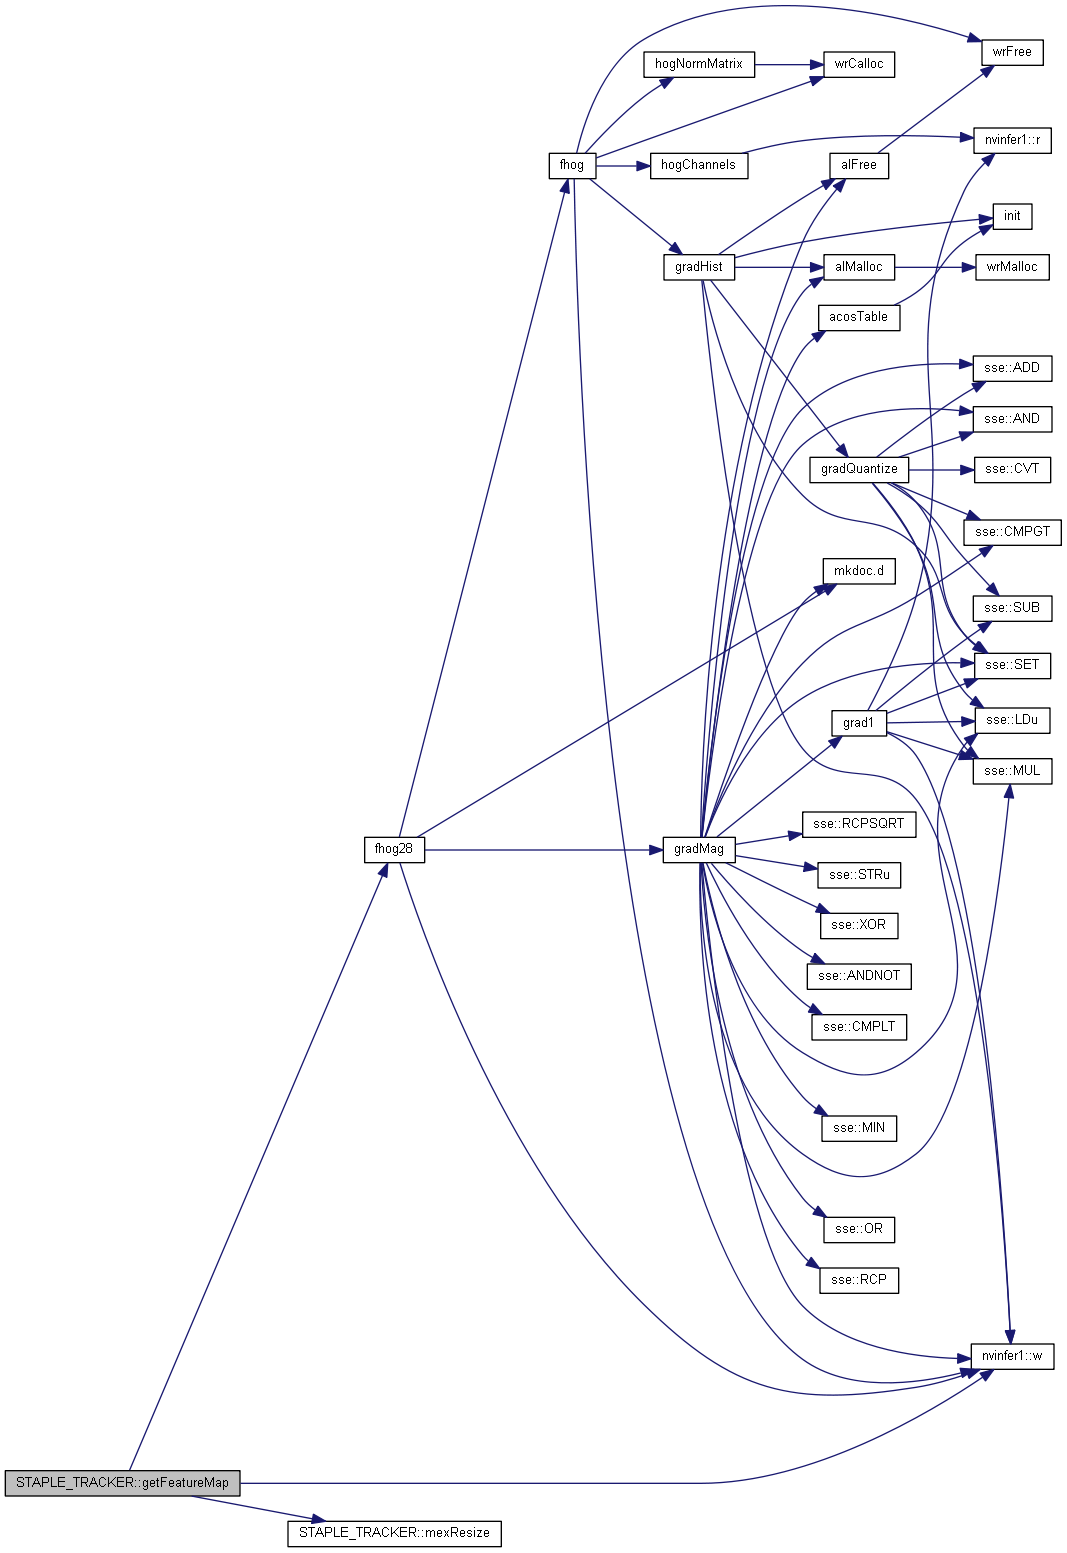 wrFree
hogNormMatrix
wrCalloc
nvinfer1::r
fhog
hogChannels
alFree
init
gradHist
alMalloc
wrMalloc
acosTable
sse::ADD
sse::AND
gradQuantize
sse::CVT
sse::CMPGT
mkdoc.d
sse::SUB
sse::SET
grad1
sse::LDu
sse::MUL
sse::RCPSQRT
fhog28
gradMag
sse::STRu
sse::XOR
sse::ANDNOT
sse::CMPLT
sse::MIN
sse::OR
sse::RCP
nvinfer1::w
STAPLE_TRACKER::getFeatureMap
STAPLE_TRACKER::mexResize